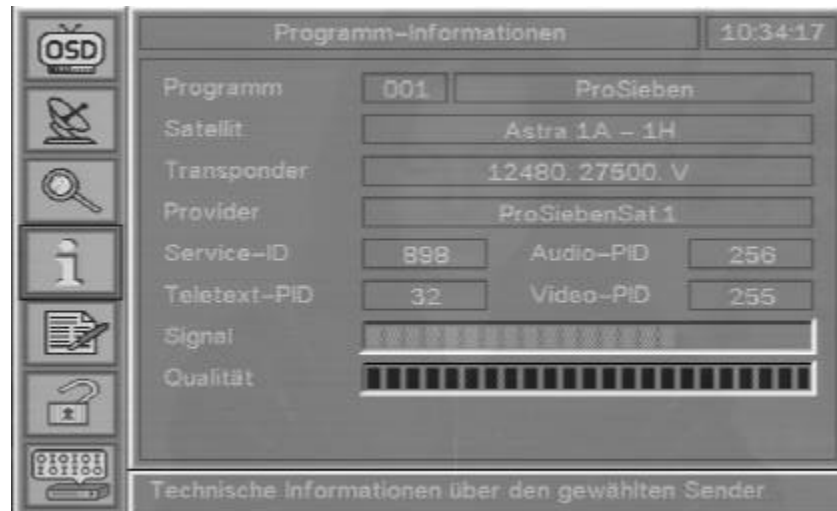 OSD
Programm-Informationen 10:34:17
Programm 001 ProSieben
Satellit Astra 1A - 1H
Transponder 12480. 27500. V
Provider ProSiebenSat.1
Service-ID 898 Audio-PID 256
Teletext-PID 32 Video-PID 255
Signal
Qualität
010101
101100
Technische Informationen über den gewählten Sender